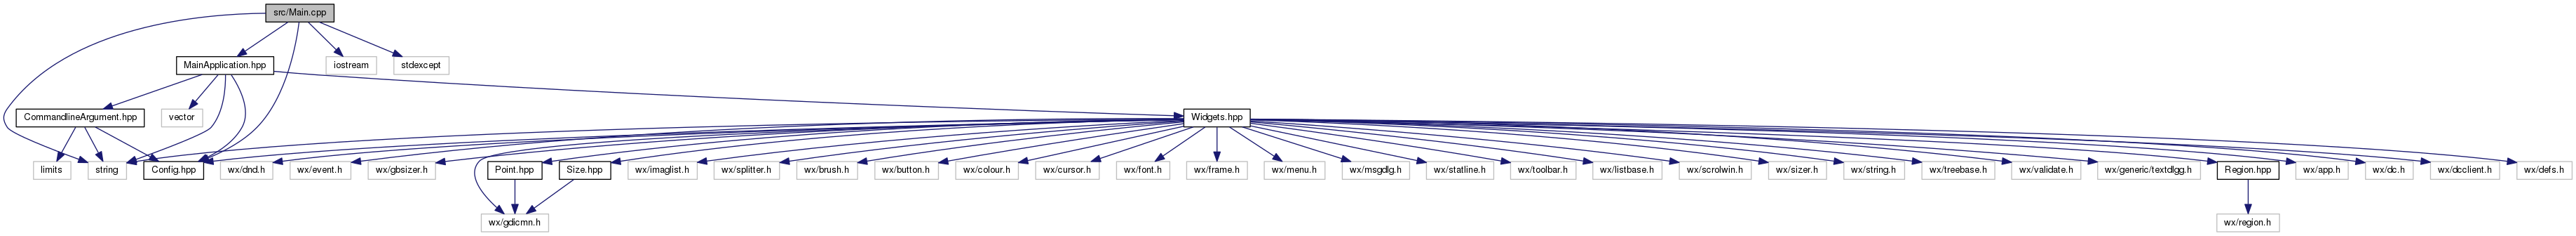 src/Main.cpp
MainApplication.hpp
iostream
stdexcept
CommandlineArgument.hpp
vector
Widgets.hpp
limits
string
Config.hpp
wx/dnd.h
wx/event.h
wx/gbsizer.h
Point.hpp
Size.hpp
wx/imaglist.h
wx/splitter.h
wx/brush.h
wx/button.h
wx/colour.h
wx/cursor.h
wx/font.h
wx/frame.h
wx/menu.h
wx/msgdlg.h
wx/statline.h
wx/toolbar.h
wx/listbase.h
wx/scrolwin.h
wx/sizer.h
wx/string.h
wx/treebase.h
wx/validate.h
wx/generic/textdlgg.h
Region.hpp
wx/app.h
wx/dc.h
wx/dcclient.h
wx/defs.h
wx/gdicmn.h
wx/region.h